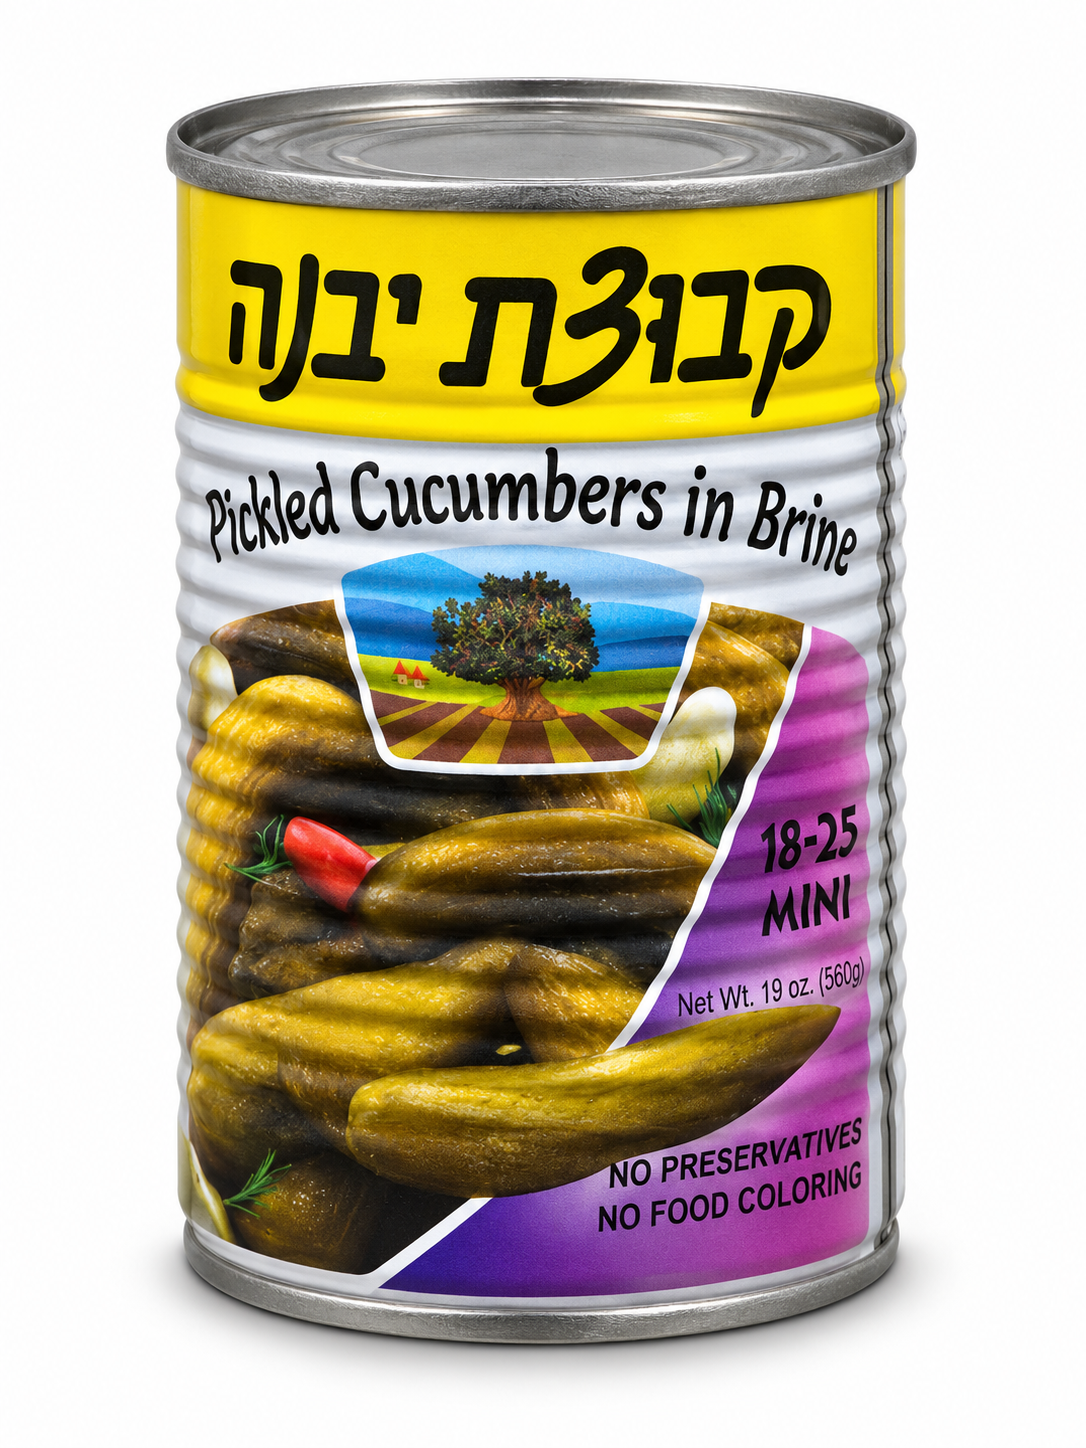 קבוצת יבנה
Pickled Cucumbers in Brine
18-25
MINI
Net Wt. 19 oz. (560g)
NO PRESERVATIVES
NO FOOD COLORING